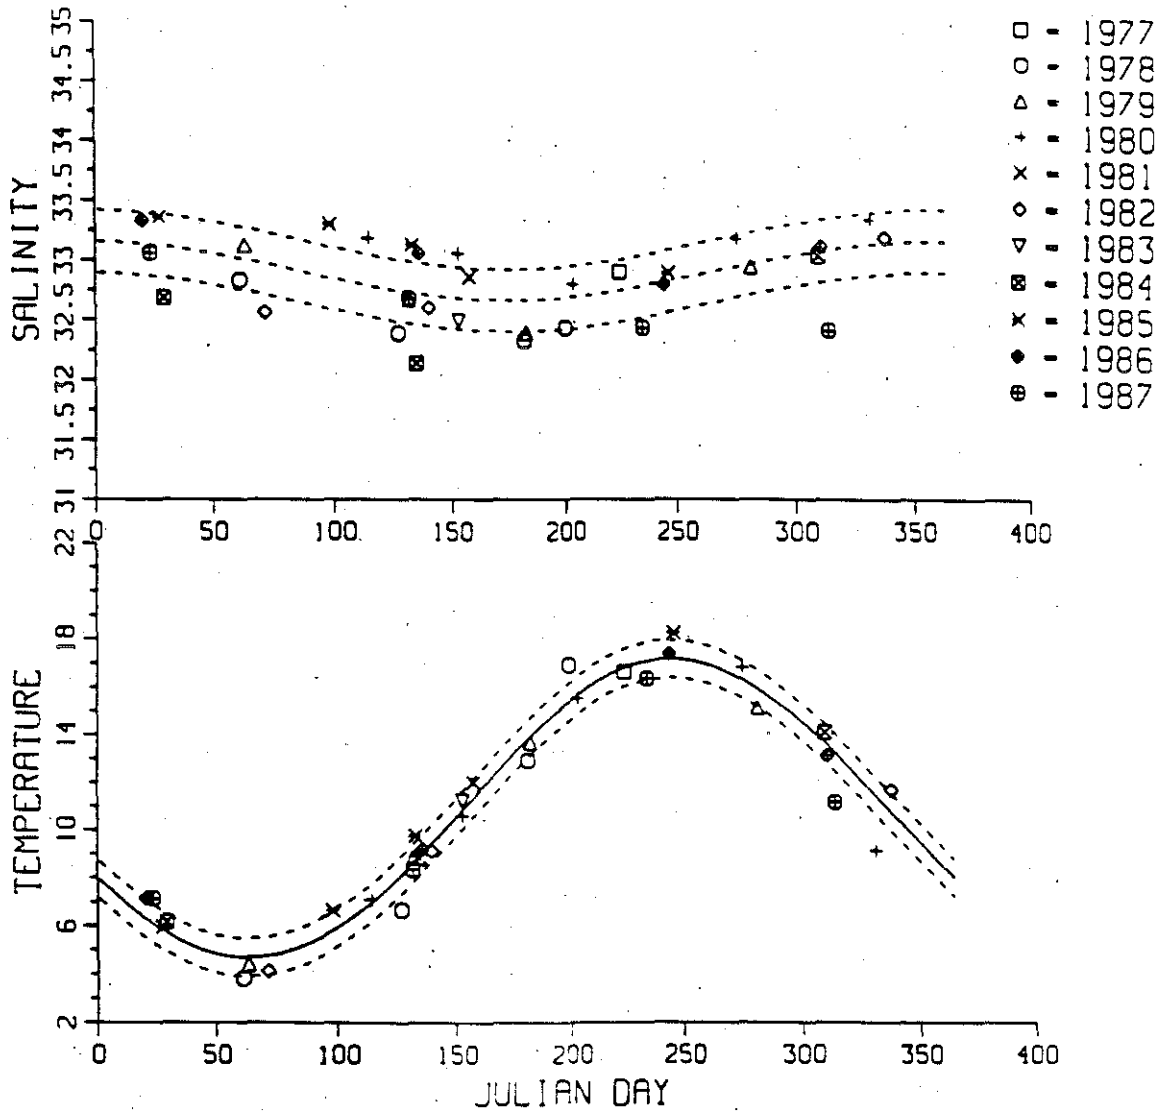 SALINITY
35
34.5
34
33.5
33
32.5
32
31.5
31
0 50 100 150 200 250 300 350 400
□ - 1977
○ - 1978
△ - 1979
+ - 1980
× - 1981
◇ - 1982
▽ - 1983
⊠ - 1984
× - 1985
◆ - 1986
⊕ - 1987
TEMPERATURE
22
18
14
10
6
2
0 50 100 150 200 250 300 350 400
JULIAN DAY